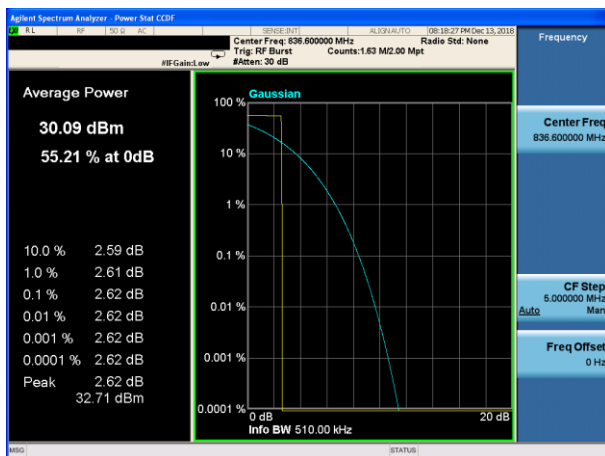 Agilent Spectrum Analyzer - Power Stat CCDF
RL RF 50 Ω AC SENSE:INT ALIGNAUTO 08:18:27 PM Dec 13, 2018
Center Freq: 836.600000 MHz Radio Std: None
Trig: RF Burst Counts:1.63 M/2.00 Mpt
#IFGain:Low #Atten: 30 dB
Frequency
Average Power
30.09 dBm
55.21 % at 0dB
10.0 % 2.59 dB
1.0 % 2.61 dB
0.1 % 2.62 dB
0.01 % 2.62 dB
0.001 % 2.62 dB
0.0001 % 2.62 dB
Peak 2.62 dB
32.71 dBm
Gaussian
100 %
10 %
1 %
0.1 %
0.01 %
0.001 %
0.0001 %
0 dB 20 dB
Info BW 510.00 kHz
Center Freq
836.600000 MHz
CF Step
5.000000 MHz
Auto Man
Freq Offset
0 Hz
MSG STATUS